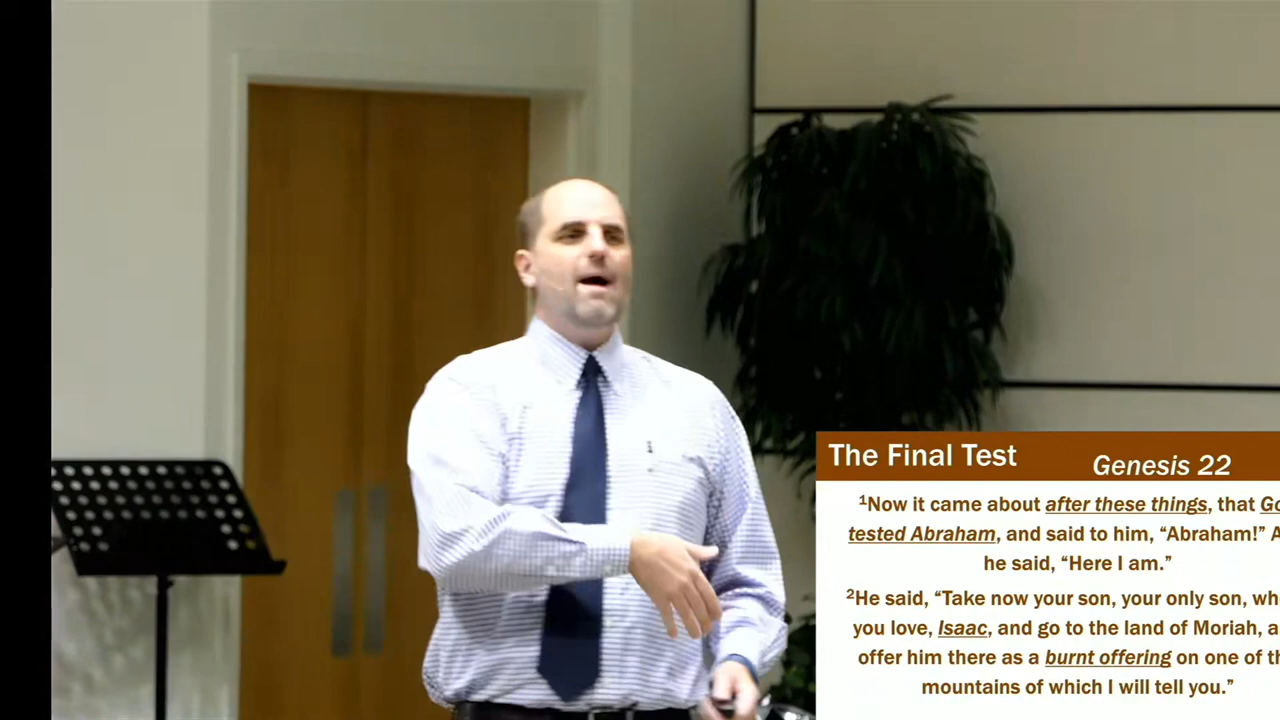 The Final Test
Genesis 22
¹Now it came about after these things, that
tested Abraham, and said to him, “Abraham!”
he said, “Here I am.”
²He said, “Take now your son, your only son,
you love, Isaac, and go to the land of Moriah,
offer him there as a burnt offering on one of
mountains of which I will tell you.”